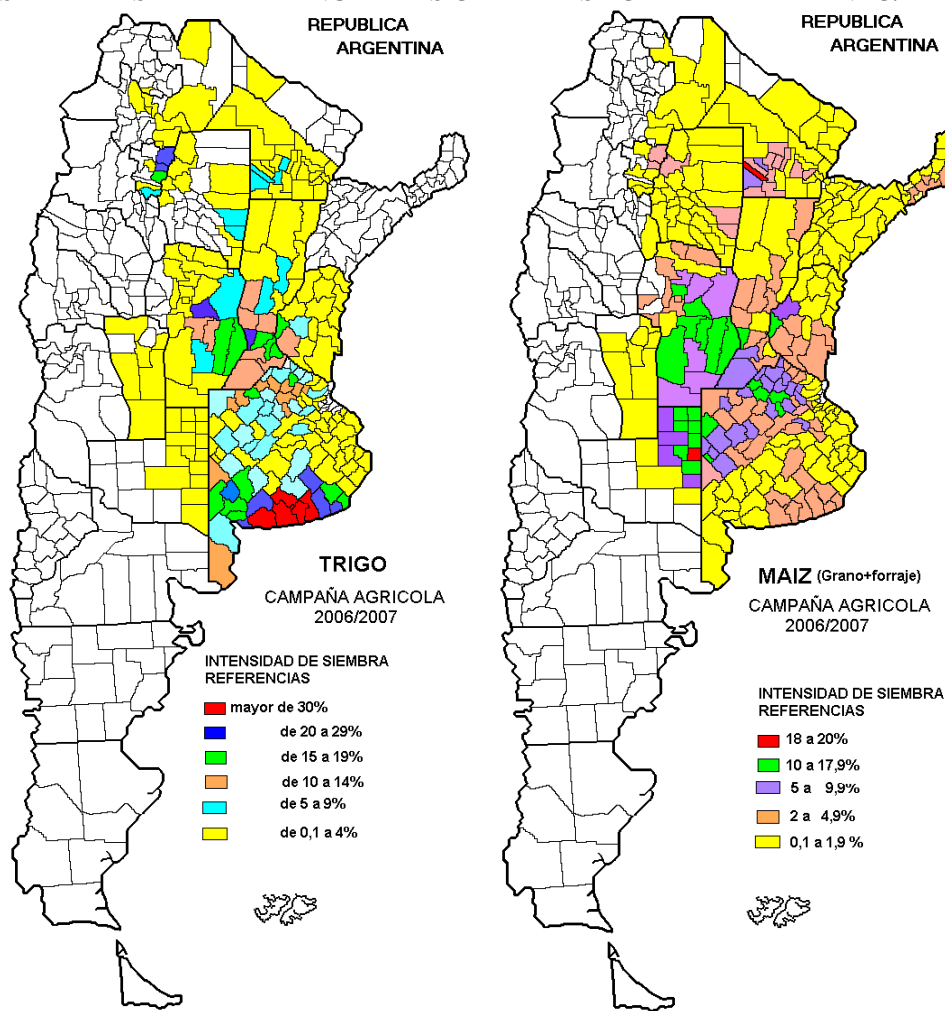 REPUBLICA
ARGENTINA
TRIGO
CAMPAÑA AGRICOLA
2006/2007
INTENSIDAD DE SIEMBRA
REFERENCIAS
mayor de 30%
de 20 a 29%
de 15 a 19%
de 10 a 14%
de 5 a 9%
de 0,1 a 4%
REPUBLICA
ARGENTINA
MAIZ (Grano+forraje)
CAMPAÑA AGRICOLA
2006/2007
INTENSIDAD DE SIEMBRA
REFERENCIAS
18 a 20%
10 a 17,9%
5 a 9,9%
2 a 4,9%
0,1 a 1,9 %